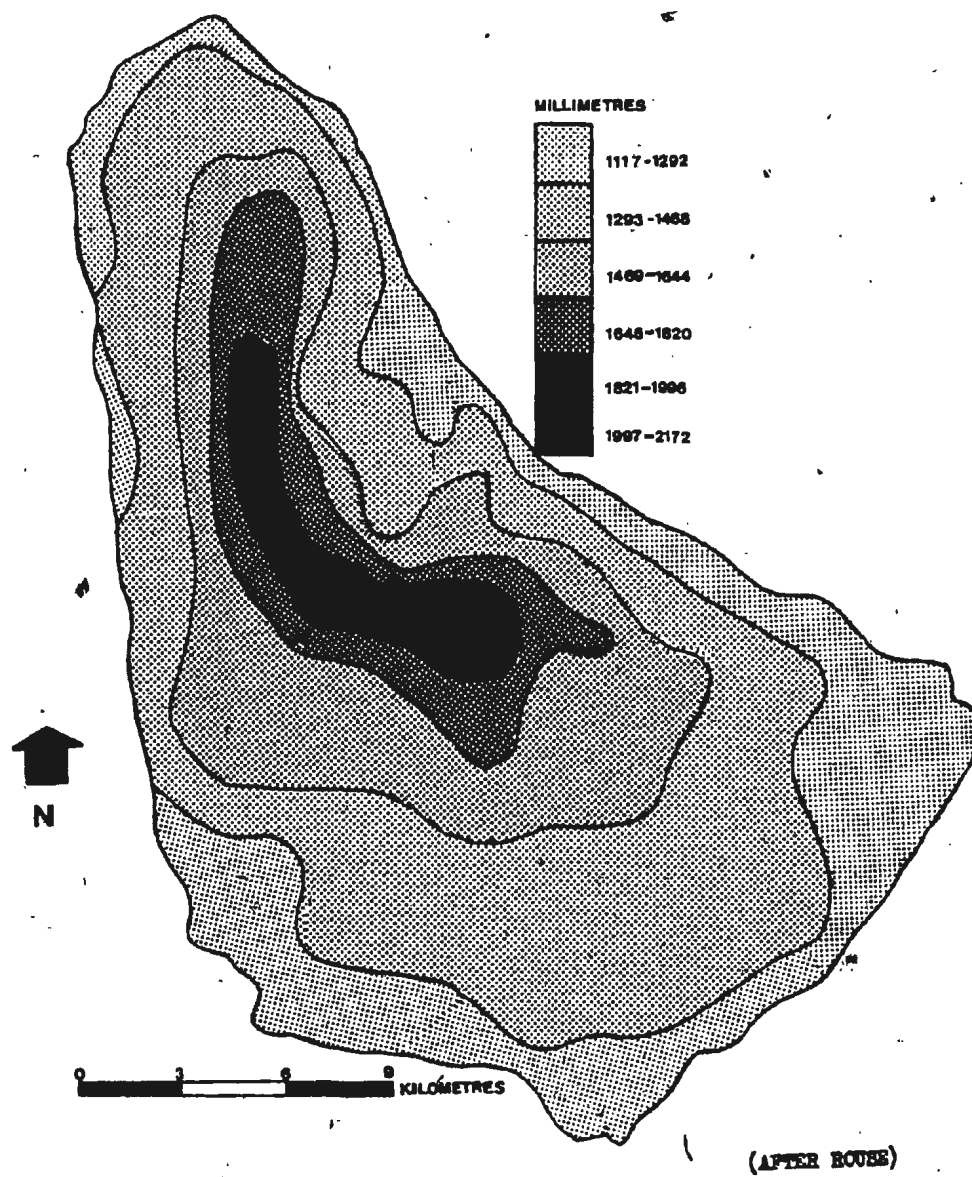 MILLIMETRES
1117-1292
1293-1468
1469-1644
1645-1820
1821-1996
1997-2172
N
0 3 6 9
KILOMETRES
(AFTER ROUSE)